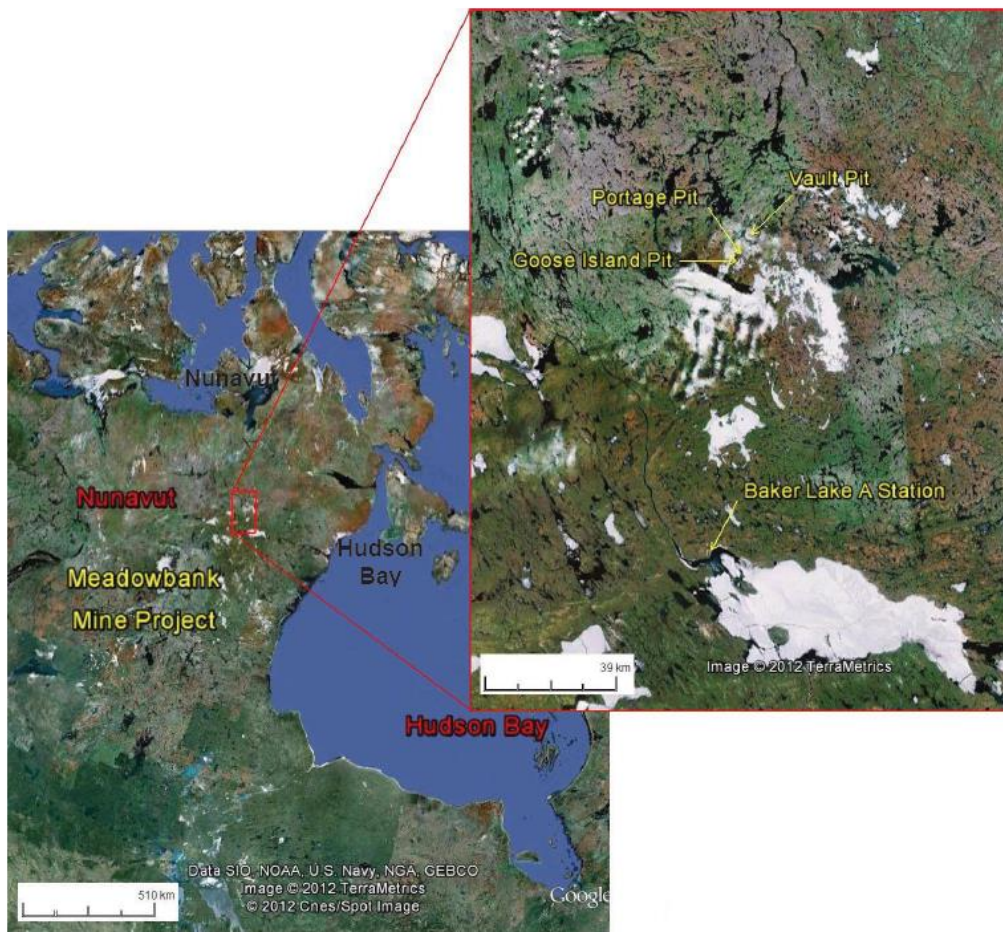 Vault Pit
Portage Pit
Goose Island Pit
Baker Lake A Station
Image © 2012 TerraMetrics
39 km
Nunavut
Nunavut
Hudson
Bay
Meadowbank
Mine Project
Hudson Bay
Data SIO, NOAA, U.S. Navy, NGA, GEBCO
Image © 2012 TerraMetrics
© 2012 Cnes/Spot Image
Google
510 km